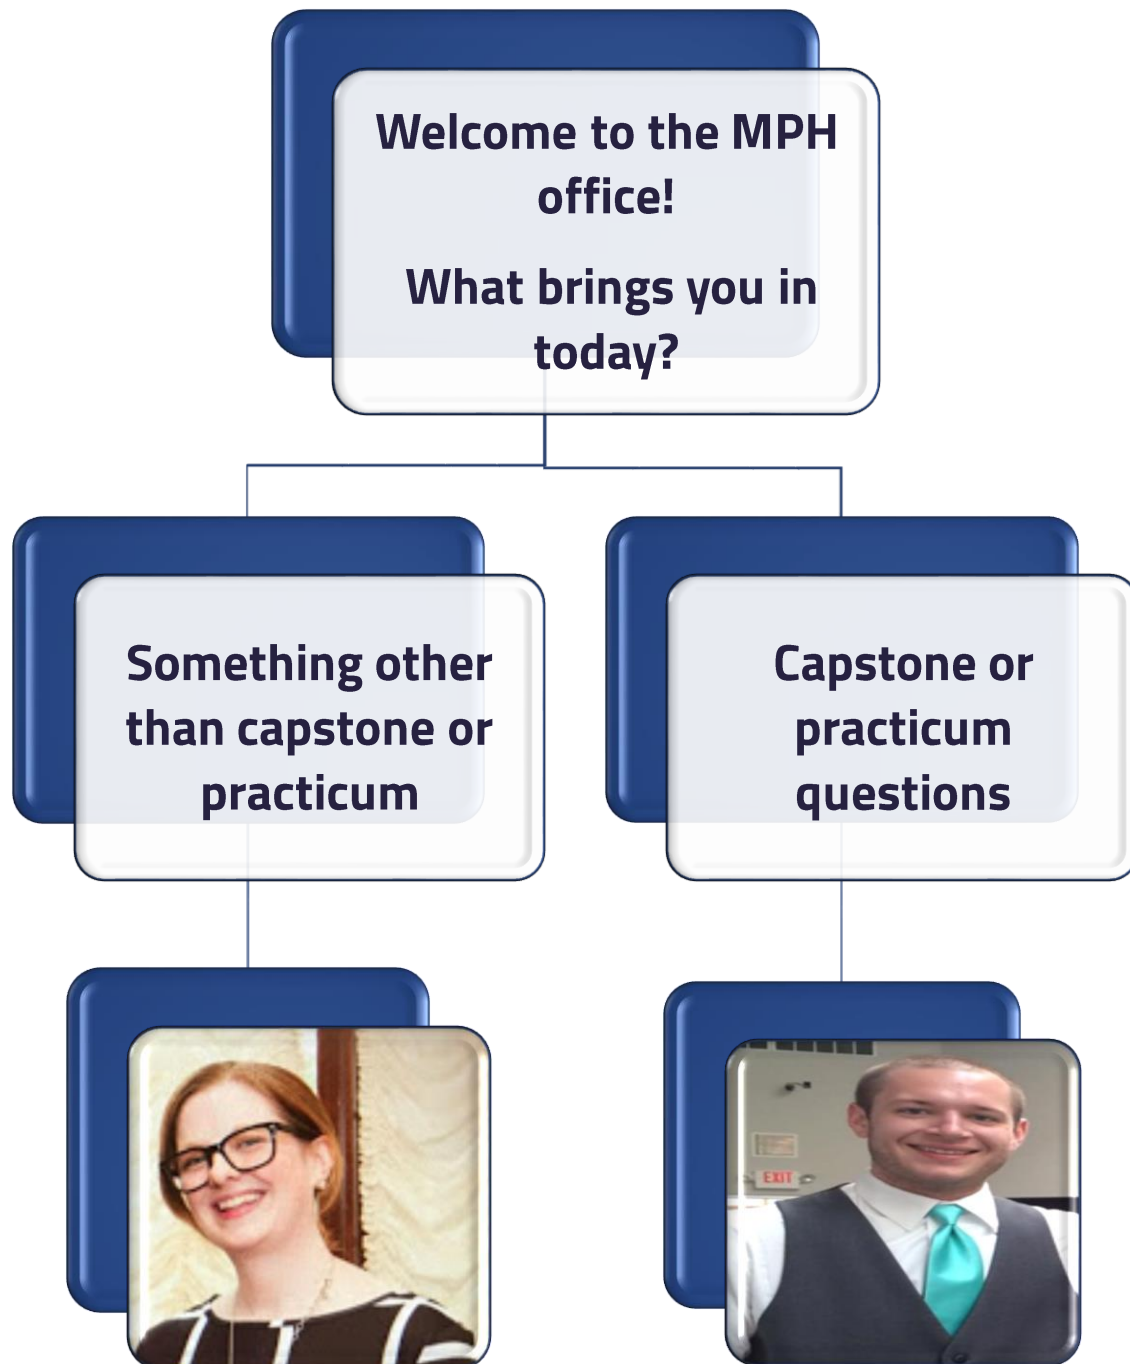 Welcome to the MPH
office!
What brings you in
today?
Something other
than capstone or
practicum
Capstone or
practicum
questions
EXIT